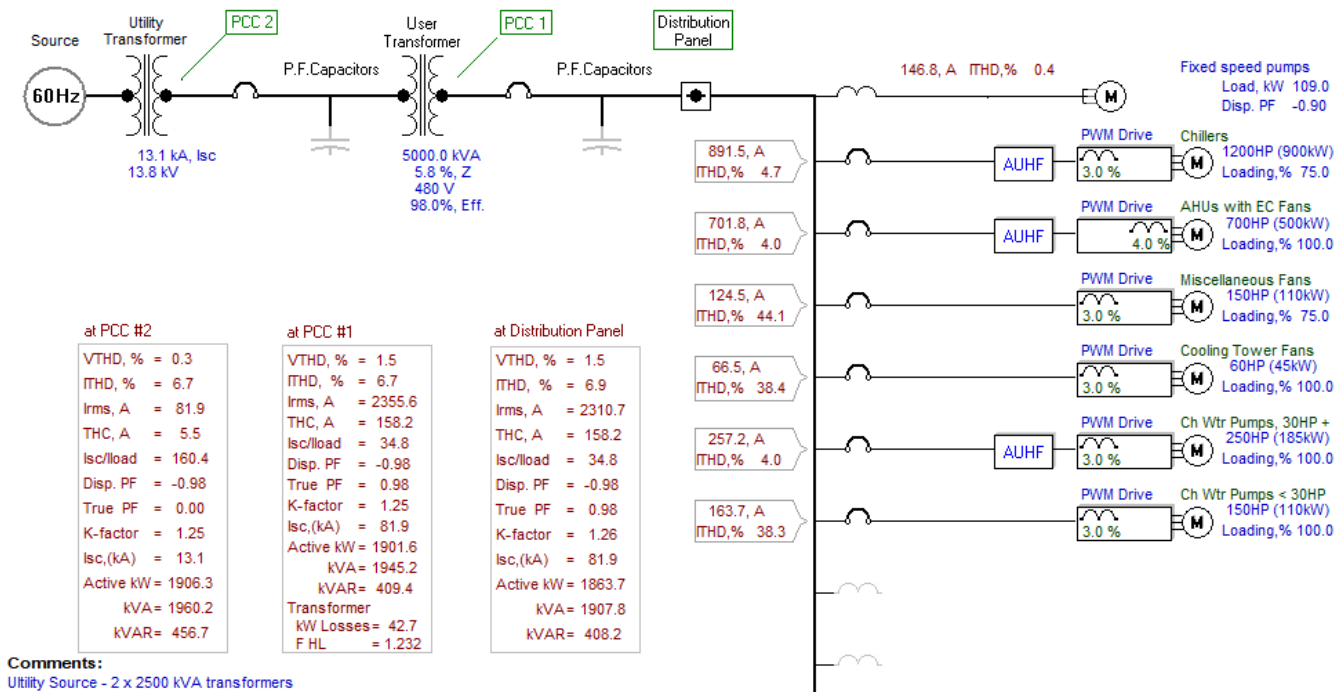 Source
Utility
Transformer
PCC 2
User
Transformer
PCC 1
Distribution
Panel
60Hz
P.F.Capacitors
P.F.Capacitors
13.1 kA, Isc
13.8 kV
5000.0 kVA
5.8 %, Z
480 V
98.0%, Eff.
146.8, A ITHD,% 0.4
M
Fixed speed pumps
Load, kW 109.0
Disp. PF -0.90
891.5, A
ITHD,% 4.7
AUHF
PWM Drive
3.0 %
M
Chillers
1200HP (900kW)
Loading,% 75.0
701.8, A
ITHD,% 4.0
AUHF
PWM Drive
4.0 %
M
AHUs with EC Fans
700HP (500kW)
Loading,% 100.0
124.5, A
ITHD,% 44.1
PWM Drive
3.0 %
M
Miscellaneous Fans
150HP (110kW)
Loading,% 75.0
66.5, A
ITHD,% 38.4
PWM Drive
3.0 %
M
Cooling Tower Fans
60HP (45kW)
Loading,% 100.0
257.2, A
ITHD,% 4.0
AUHF
PWM Drive
3.0 %
M
Ch Wtr Pumps, 30HP +
250HP (185kW)
Loading,% 100.0
163.7, A
ITHD,% 38.3
PWM Drive
3.0 %
M
Ch Wtr Pumps < 30HP
150HP (110kW)
Loading,% 100.0
at PCC #2
VTHD, % = 0.3
ITHD, % = 6.7
Irms, A = 81.9
THC, A = 5.5
Isc/Iload = 160.4
Disp. PF = -0.98
True PF = 0.00
K-factor = 1.25
Isc,(kA) = 13.1
Active kW = 1906.3
kVA = 1960.2
kVAR = 456.7
at PCC #1
VTHD, % = 1.5
ITHD, % = 6.7
Irms, A = 2355.6
THC, A = 158.2
Isc/Iload = 34.8
Disp. PF = -0.98
True PF = 0.98
K-factor = 1.25
Isc,(kA) = 81.9
Active kW = 1901.6
kVA = 1945.2
kVAR = 409.4
Transformer
kW Losses = 42.7
F HL = 1.232
at Distribution Panel
VTHD, % = 1.5
ITHD, % = 6.9
Irms, A = 2310.7
THC, A = 158.2
Isc/Iload = 34.8
Disp. PF = -0.98
True PF = 0.98
K-factor = 1.26
Isc,(kA) = 81.9
Active kW = 1863.7
kVA = 1907.8
kVAR = 408.2
Comments:
Utility Source - 2 x 2500 kVA transformers